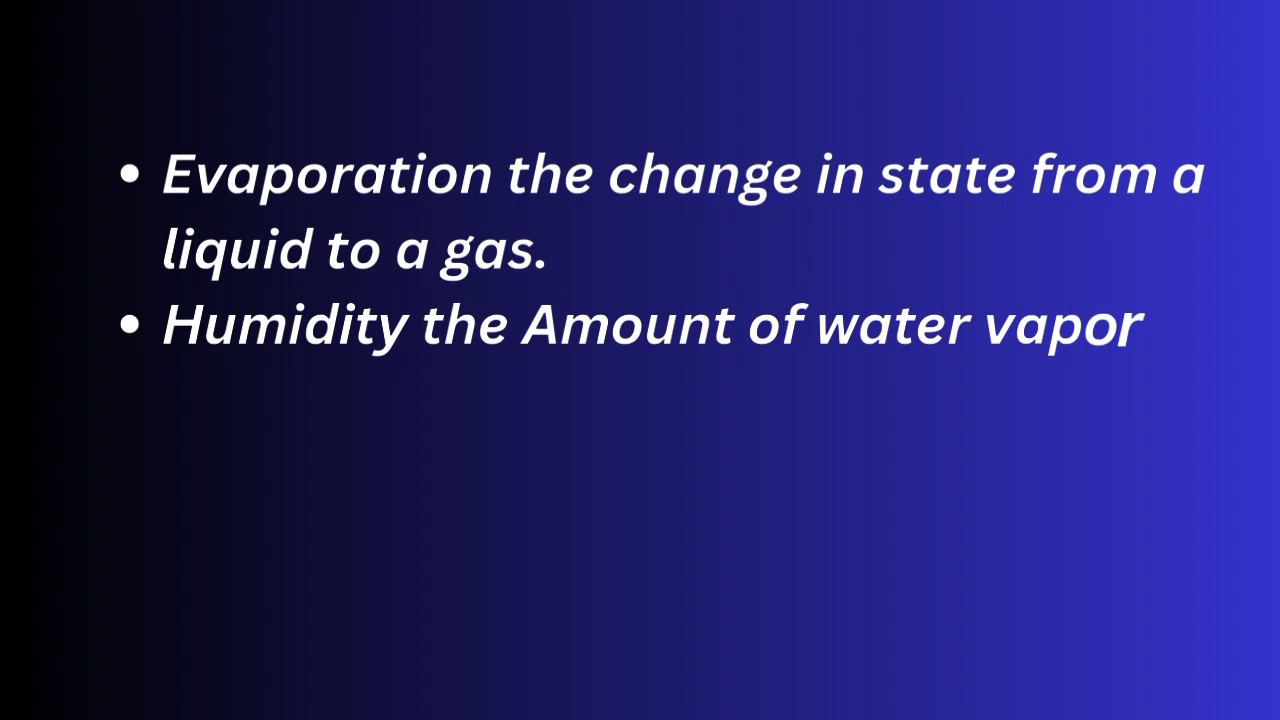 • Evaporation the change in state from a
liquid to a gas.
• Humidity the Amount of water vapor